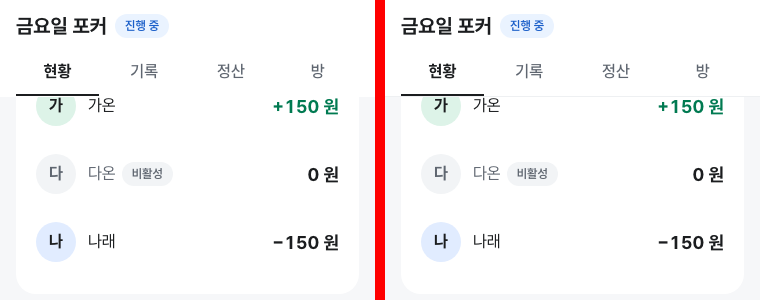 금요일 포커 진행 중
현황 기록 정산 방
가 가온 +150 원
다 다온 비활성 0 원
나 나래 −150 원
금요일 포커 진행 중
현황 기록 정산 방
가 가온 +150 원
다 다온 비활성 0 원
나 나래 −150 원